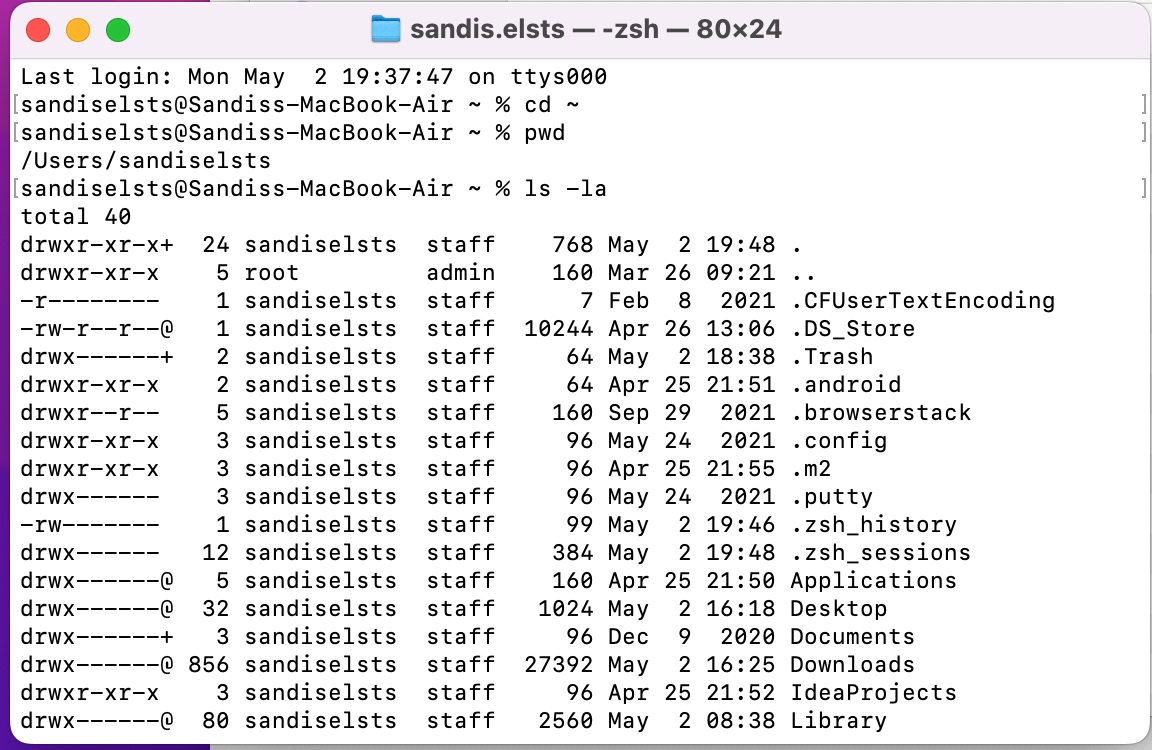 sandis.elsts — -zsh — 80×24
Last login: Mon May  2 19:37:47 on ttys000
[sandiselsts@Sandiss-MacBook-Air ~ % cd ~ ]
[sandiselsts@Sandiss-MacBook-Air ~ % pwd ]
/Users/sandiselsts
[sandiselsts@Sandiss-MacBook-Air ~ % ls -la ]
total 40
drwxr-xr-x+  24 sandiselsts  staff    768 May  2 19:48 .
drwxr-xr-x    5 root         admin    160 Mar 26 09:21 ..
-r--------    1 sandiselsts  staff      7 Feb  8  2021 .CFUserTextEncoding
-rw-r--r--@   1 sandiselsts  staff  10244 Apr 26 13:06 .DS_Store
drwx------+   2 sandiselsts  staff     64 May  2 18:38 .Trash
drwxr-xr-x    2 sandiselsts  staff     64 Apr 25 21:51 .android
drwxr--r--    5 sandiselsts  staff    160 Sep 29  2021 .browserstack
drwxr-xr-x    3 sandiselsts  staff     96 May 24  2021 .config
drwxr-xr-x    3 sandiselsts  staff     96 Apr 25 21:55 .m2
drwx------    3 sandiselsts  staff     96 May 24  2021 .putty
-rw-------    1 sandiselsts  staff     99 May  2 19:46 .zsh_history
drwx------   12 sandiselsts  staff    384 May  2 19:48 .zsh_sessions
drwx------@   5 sandiselsts  staff    160 Apr 25 21:50 Applications
drwx------@  32 sandiselsts  staff   1024 May  2 16:18 Desktop
drwx------+   3 sandiselsts  staff     96 Dec  9  2020 Documents
drwx------@ 856 sandiselsts  staff  27392 May  2 16:25 Downloads
drwxr-xr-x    3 sandiselsts  staff     96 Apr 25 21:52 IdeaProjects
drwx------@  80 sandiselsts  staff   2560 May  2 08:38 Library